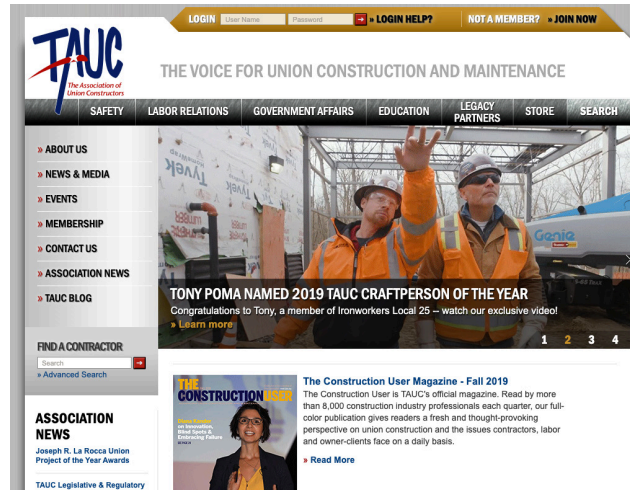 LOGIN User Name Password » LOGIN HELP? NOT A MEMBER? » JOIN NOW
TAUC
The Association of
Union Constructors
THE VOICE FOR UNION CONSTRUCTION AND MAINTENANCE
SAFETY LABOR RELATIONS GOVERNMENT AFFAIRS EDUCATION LEGACY PARTNERS STORE SEARCH
» ABOUT US
» NEWS & MEDIA
» EVENTS
» MEMBERSHIP
» CONTACT US
» ASSOCIATION NEWS
» TAUC BLOG
FIND A CONTRACTOR
Search
» Advanced Search
ASSOCIATION
NEWS
Joseph R. La Rocca Union
Project of the Year Awards
TAUC Legislative & Regulatory
Tyvek
HomeWrap
Genie
TONY POMA NAMED 2019 TAUC CRAFTPERSON OF THE YEAR
Congratulations to Tony, a member of Ironworkers Local 25 – watch our exclusive video!
» Learn more
1 2 3 4
THE
CONSTRUCTION USER
on Innovation,
Blind Spots &
Embracing Failure
The Construction User Magazine - Fall 2019
The Construction User is TAUC's official magazine. Read by more
than 8,000 construction industry professionals each quarter, our full-
color publication gives readers a fresh and thought-provoking
perspective on union construction and the issues contractors, labor
and owner-clients face on a daily basis.
» Read More